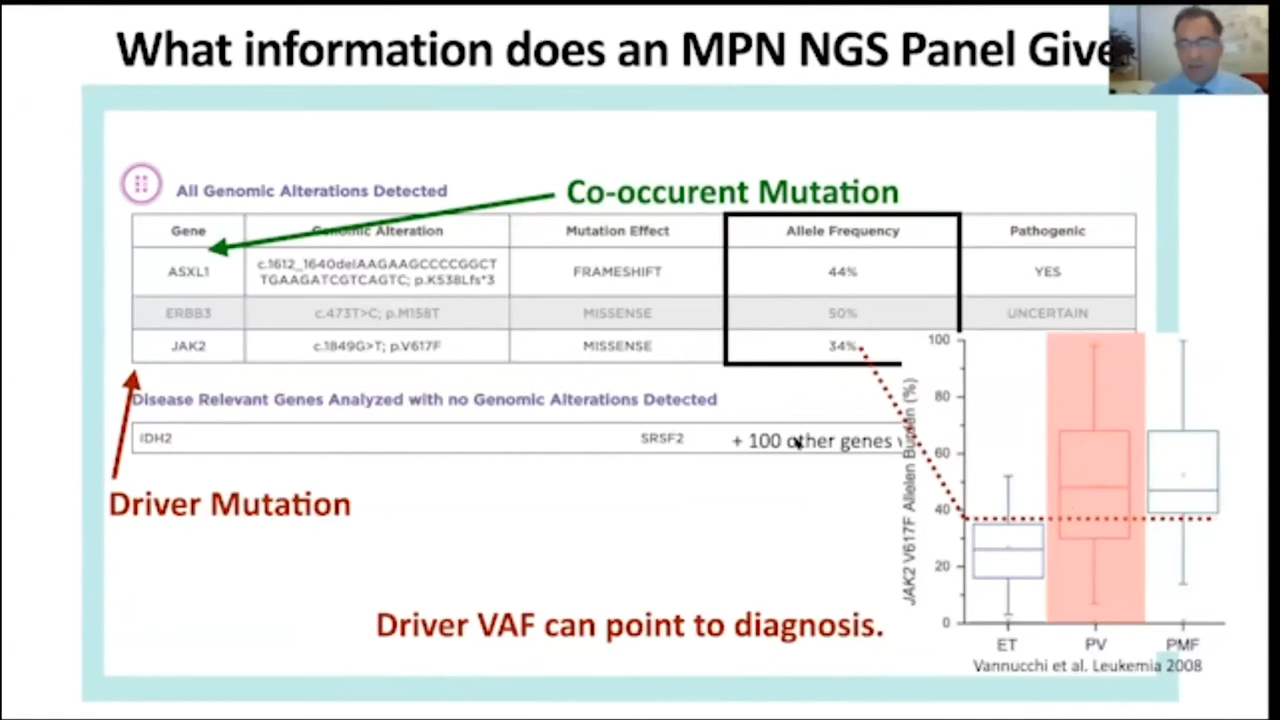 What information does an MPN NGS Panel Give
All Genomic Alterations Detected
Co-occurent Mutation
Gene Genomic Alteration Mutation Effect Allele Frequency Pathogenic
ASXL1 c.1612_1640delAAGAAGCCCCGGCT TGAAGATCGTCAGTC; p.K538Lfs*3 FRAMESHIFT 44% YES
ERBB3 c.473T>C; p.M158T MISSENSE 50% UNCERTAIN
JAK2 c.1849G>T; p.V617F MISSENSE 34%
Disease Relevant Genes Analyzed with no Genomic Alterations Detected
IDH2 SRSF2 + 100 other genes
Driver Mutation
Driver VAF can point to diagnosis.
JAK2 V617F Allelen Burden (%)
100
80
60
40
20
0
ET PV PMF
Vannucchi et al. Leukemia 2008